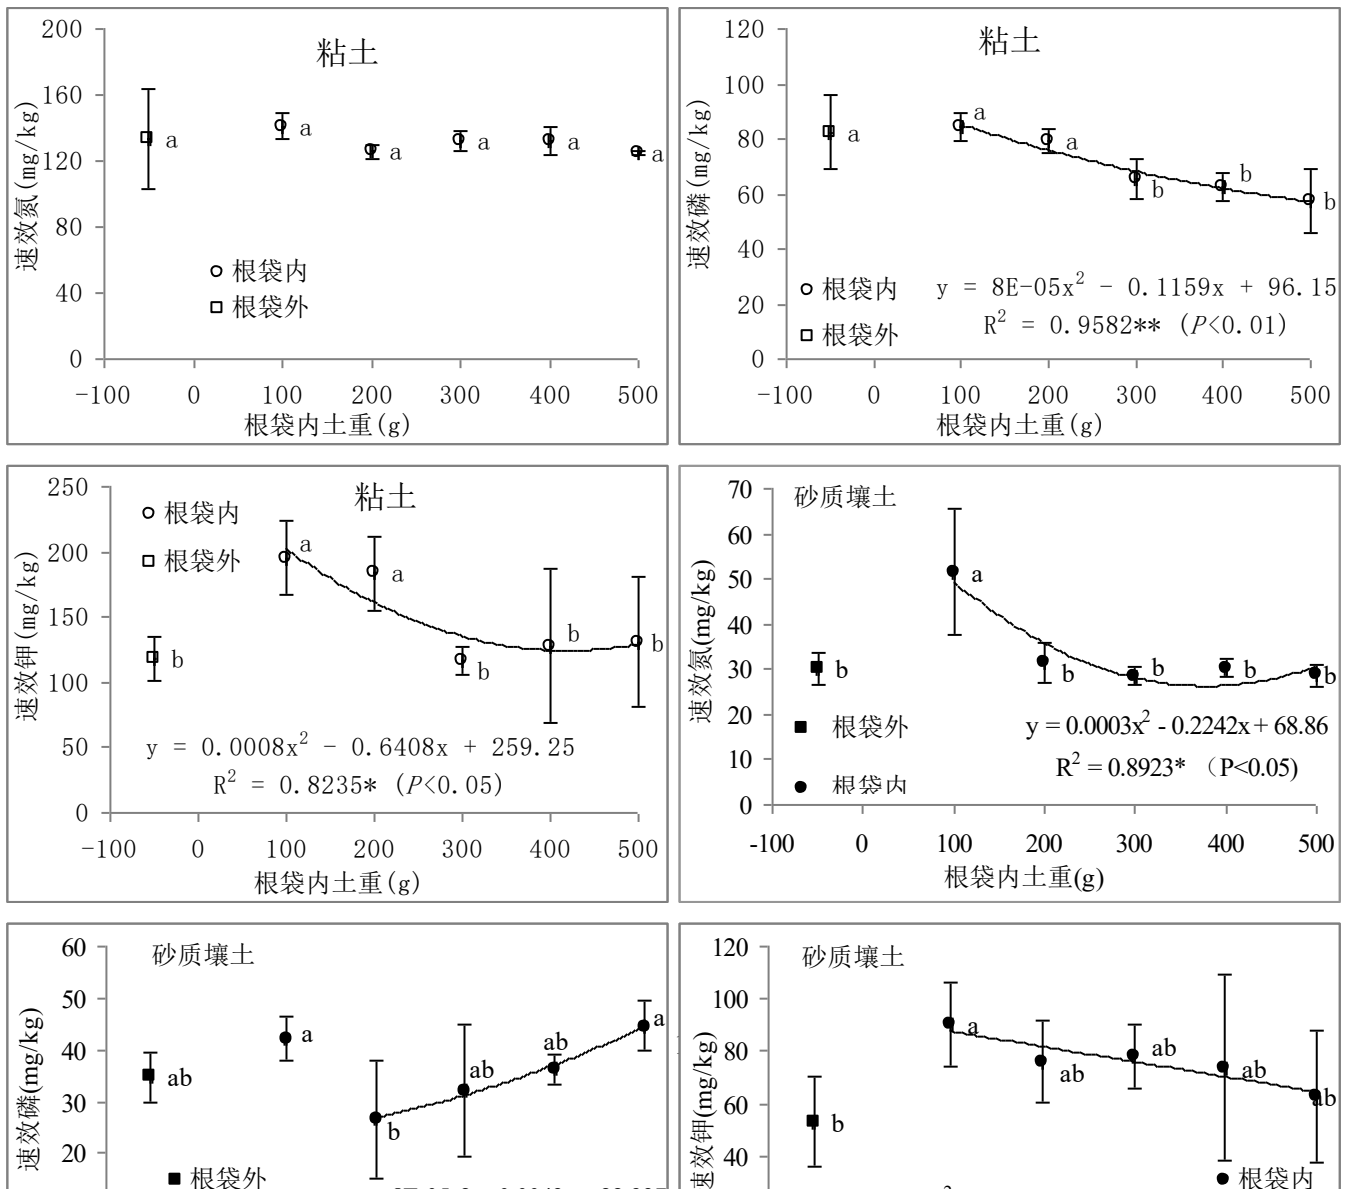 粘土
200
160
120
80
40
0
-100 0 100 200 300 400 500
速效氮(mg/kg)
根袋内土重(g)
a a a a a a
根袋内
根袋外
粘土
120
100
80
60
40
20
0
-100 0 100 200 300 400 500
速效磷(mg/kg)
根袋内土重(g)
a a a b b b
根袋内
根袋外
y = 8E-05x² - 0.1159x + 96.15
R² = 0.9582** (P<0.01)
粘土
250
200
150
100
50
0
-100 0 100 200 300 400 500
速效钾(mg/kg)
根袋内土重(g)
b a a b b b
根袋内
根袋外
y = 0.0008x² - 0.6408x + 259.25
R² = 0.8235* (P<0.05)
砂质壤土
70
60
50
40
30
20
10
0
-100 0 100 200 300 400 500
速效氮(mg/kg)
根袋内土重(g)
b a b b b b
根袋外
根袋内
y = 0.0003x² - 0.2242x + 68.86
R² = 0.8923* （P<0.05)
砂质壤土
60
50
40
30
20
速效磷(mg/kg)
ab a b ab ab a
根袋外
砂质壤土
120
100
80
60
40
速效钾(mg/kg)
b a ab ab ab ab
根袋内